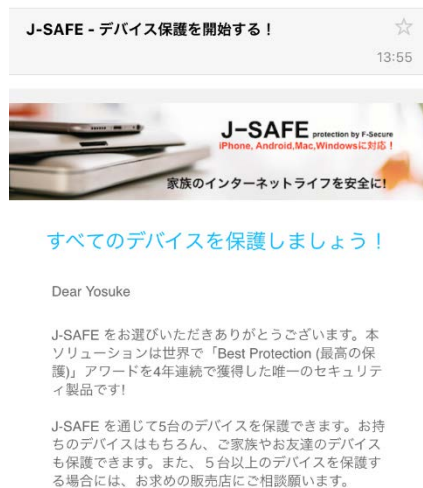 J-SAFE - デバイス保護を開始する！
13:55
J-SAFE protection by F-Secure
iPhone, Android,Mac,Windowsに対応！
家族のインターネットライフを安全に!
すべてのデバイスを保護しましょう！
Dear Yosuke
J-SAFE をお選びいただきありがとうございます。本
ソリューションは世界で「Best Protection (最高の保
護)」アワードを4年連続で獲得した唯一のセキュリテ
ィ製品です!
J-SAFE を通じて5台のデバイスを保護できます。お持
ちのデバイスはもちろん、ご家族やお友達のデバイス
も保護できます。また、５台以上のデバイスを保護す
る場合には、お求めの販売店にご相談願います。